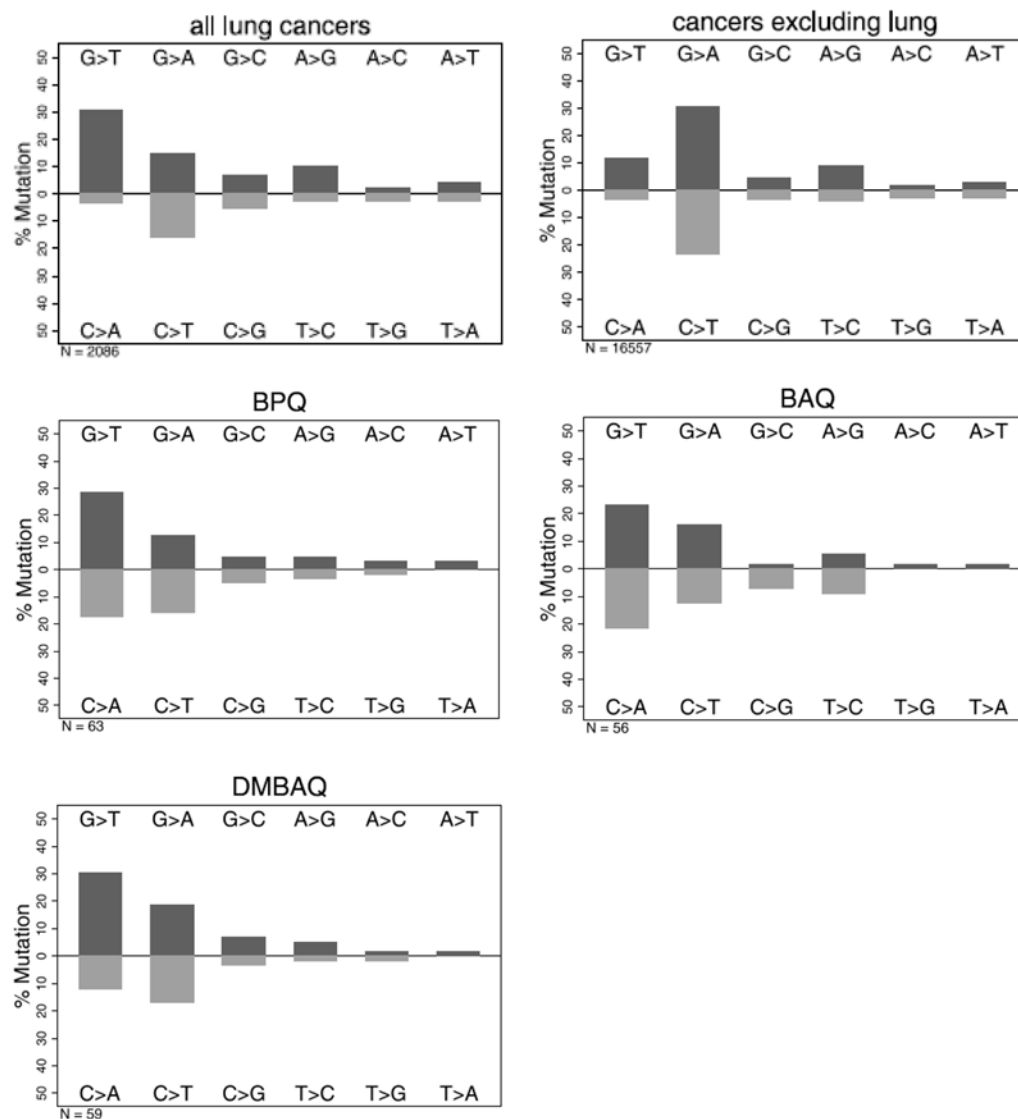 all lung cancers
G>T G>A G>C A>G A>C A>T
% Mutation
50 40 30 20 10 0 10 20 30 40 50
C>A C>T C>G T>C T>G T>A
N = 2086
cancers excluding lung
G>T G>A G>C A>G A>C A>T
% Mutation
50 40 30 20 10 0 10 20 30 40 50
C>A C>T C>G T>C T>G T>A
N = 16557
BPQ
G>T G>A G>C A>G A>C A>T
% Mutation
50 40 30 20 10 0 10 20 30 40 50
C>A C>T C>G T>C T>G T>A
N = 63
BAQ
G>T G>A G>C A>G A>C A>T
% Mutation
50 40 30 20 10 0 10 20 30 40 50
C>A C>T C>G T>C T>G T>A
N = 56
DMBAQ
G>T G>A G>C A>G A>C A>T
% Mutation
50 40 30 20 10 0 10 20 30 40 50
C>A C>T C>G T>C T>G T>A
N = 59